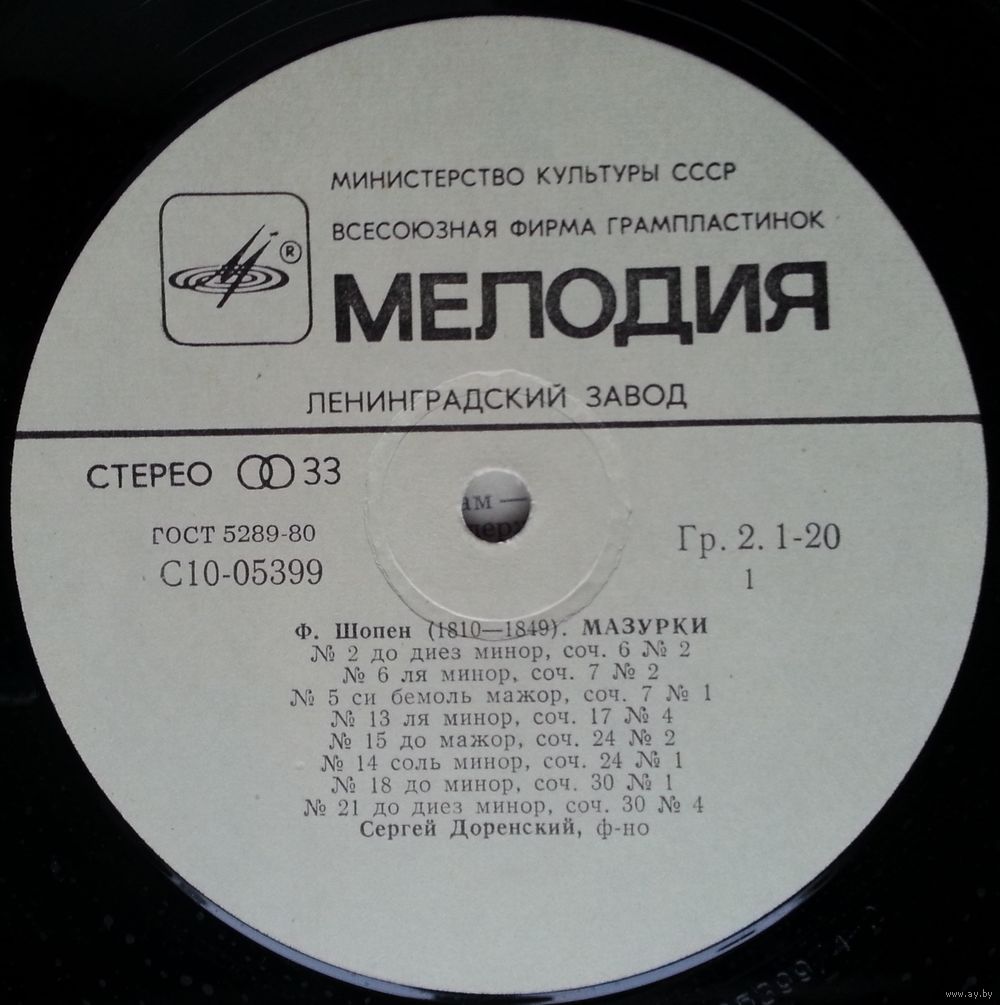 МИНИСТЕРСТВО КУЛЬТУРЫ СССР
ВСЕСОЮЗНАЯ ФИРМА ГРАМПЛАСТИНОК
®
МЕЛОДИЯ
ЛЕНИНГРАДСКИЙ ЗАВОД
СТЕРЕО 33
ГОСТ 5289-80
С10-05399
Гр. 2. 1-20
1
Ф. Шопен (1810—1849). МАЗУРКИ
№ 2 до диез минор, соч. 6 № 2
№ 6 ля минор, соч. 7 № 2
№ 5 си бемоль мажор, соч. 7 № 1
№ 13 ля минор, соч. 17 № 4
№ 15 до мажор, соч. 24 № 2
№ 14 соль минор, соч. 24 № 1
№ 18 до минор, соч. 30 № 1
№ 21 до диез минор, соч. 30 № 4
Сергей Доренский, ф-но
www.ay.by